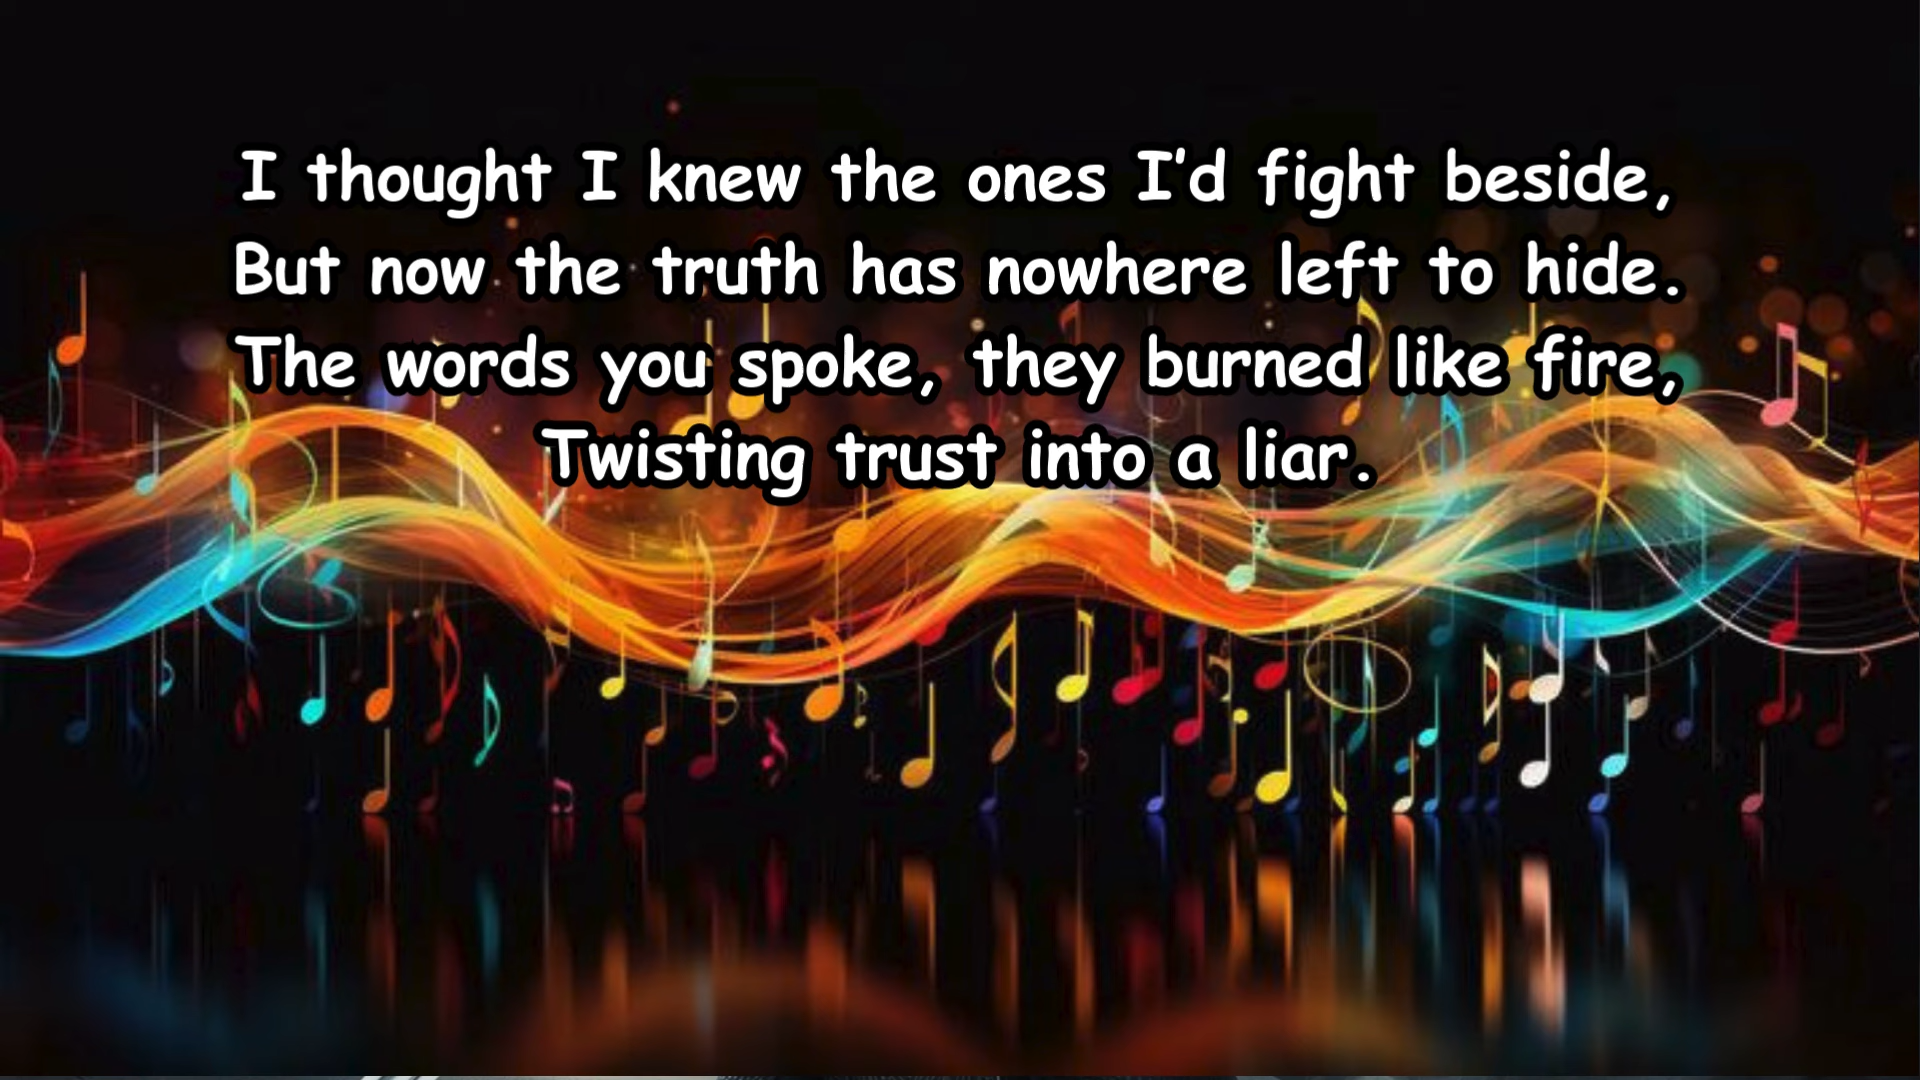 I thought I knew the ones I'd fight beside,
But now the truth has nowhere left to hide.
The words you spoke, they burned like fire,
Twisting trust into a liar.